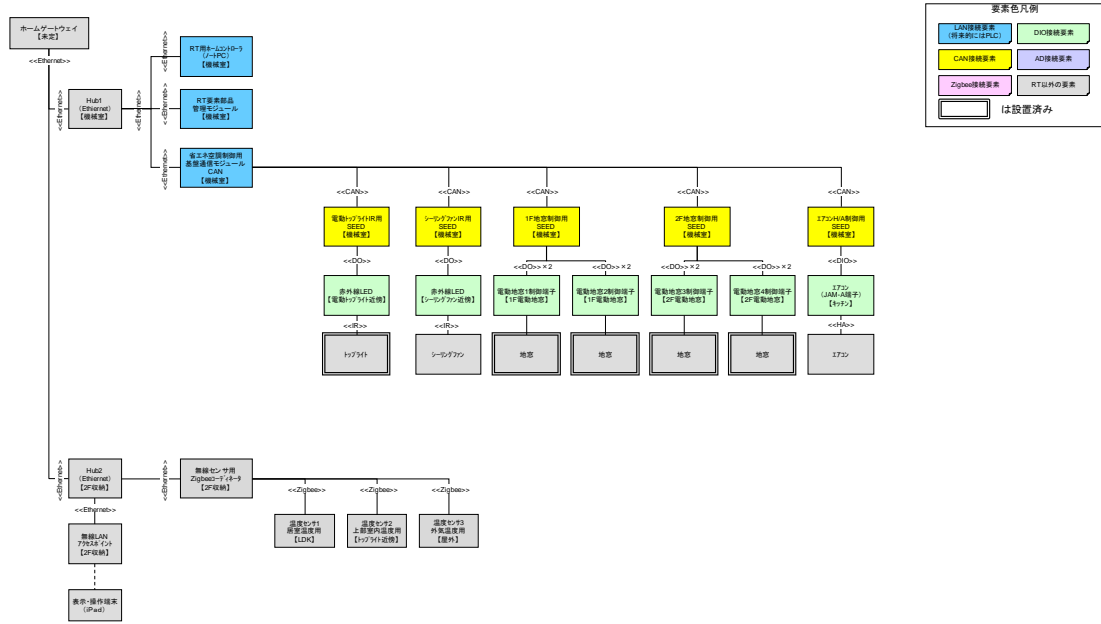 要素色凡例
LAN接続要素
(将来的にはPLC)
DIO接続要素
CAN接続要素
AD接続要素
Zigbee接続要素
RT以外の要素
は設置済み
ホームゲートウェイ
【未定】
<<Ethernet>>
<<Ethernet>>
Hub1
(Ethiernet)
【機械室】
<<Ethernet>>
RT用ホームコントローラ
(ノートPC)
【機械室】
<<Ethernet>>
RT要素部品
管理モジュール
【機械室】
<<Ethernet>>
省エネ空調制御用
基盤通信モジュール
CAN
【機械室】
<<CAN>>
<<CAN>>
<<CAN>>
<<CAN>>
<<CAN>>
電動トップライトIR用
SEED
【機械室】
シーリングファンIR用
SEED
【機械室】
1F地窓制御用
SEED
【機械室】
2F地窓制御用
SEED
【機械室】
エアコンH/A制御用
SEED
【機械室】
<<DO>>
<<DO>>
<<DO>>×2
<<DO>>×2
<<DO>>×2
<<DO>>×2
<<DIO>>
赤外線LED
【電動トップライト近傍】
赤外線LED
【シーリングファン近傍】
電動地窓1制御端子
【1F電動地窓】
電動地窓2制御端子
【1F電動地窓】
電動地窓3制御端子
【2F電動地窓】
電動地窓4制御端子
【2F電動地窓】
エアコン
(JAM-A端子)
【キッチン】
<<IR>>
<<IR>>
<<HA>>
トップライト
シーリングファン
地窓
地窓
地窓
地窓
エアコン
<<Ethernet>>
Hub2
(Ethiernet)
【2F収納】
<<Ethernet>>
無線センサ用
Zigbeeコーディネータ
【2F収納】
<<Zigbee>>
<<Zigbee>>
<<Zigbee>>
<<Ethernet>>
温度センサ1
居室温度用
【LDK】
温度センサ2
上部室内温度用
【トップライト近傍】
温度センサ3
外気温度用
【屋外】
無線LAN
アクセスポイント
【2F収納】
表示・操作端末
(iPad)